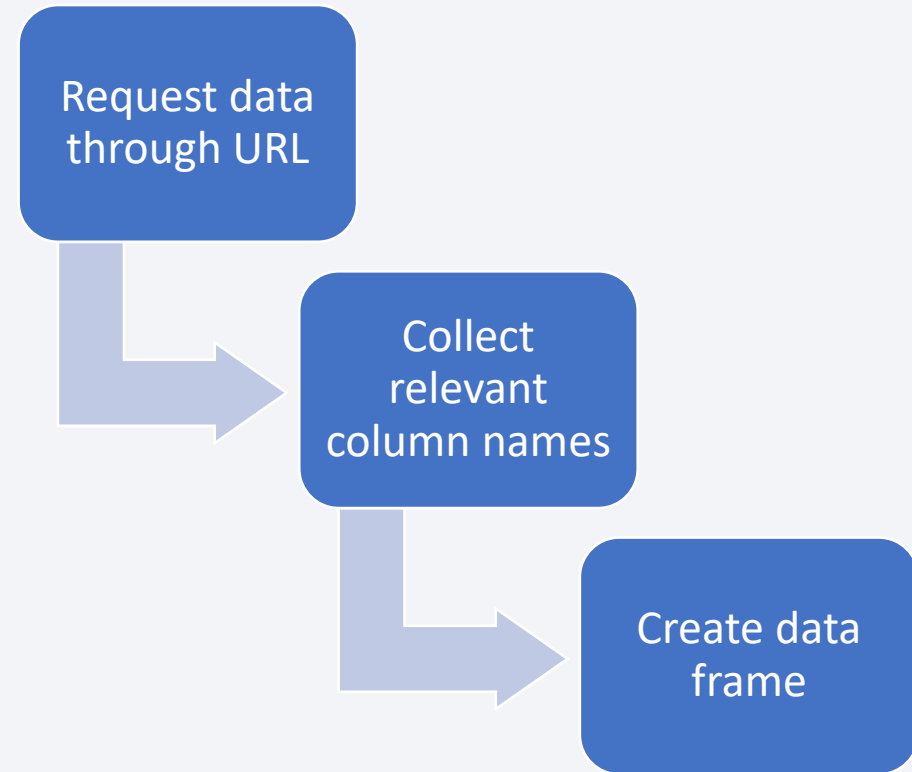 Request data
through URL
Collect
relevant
column names
Create data
frame